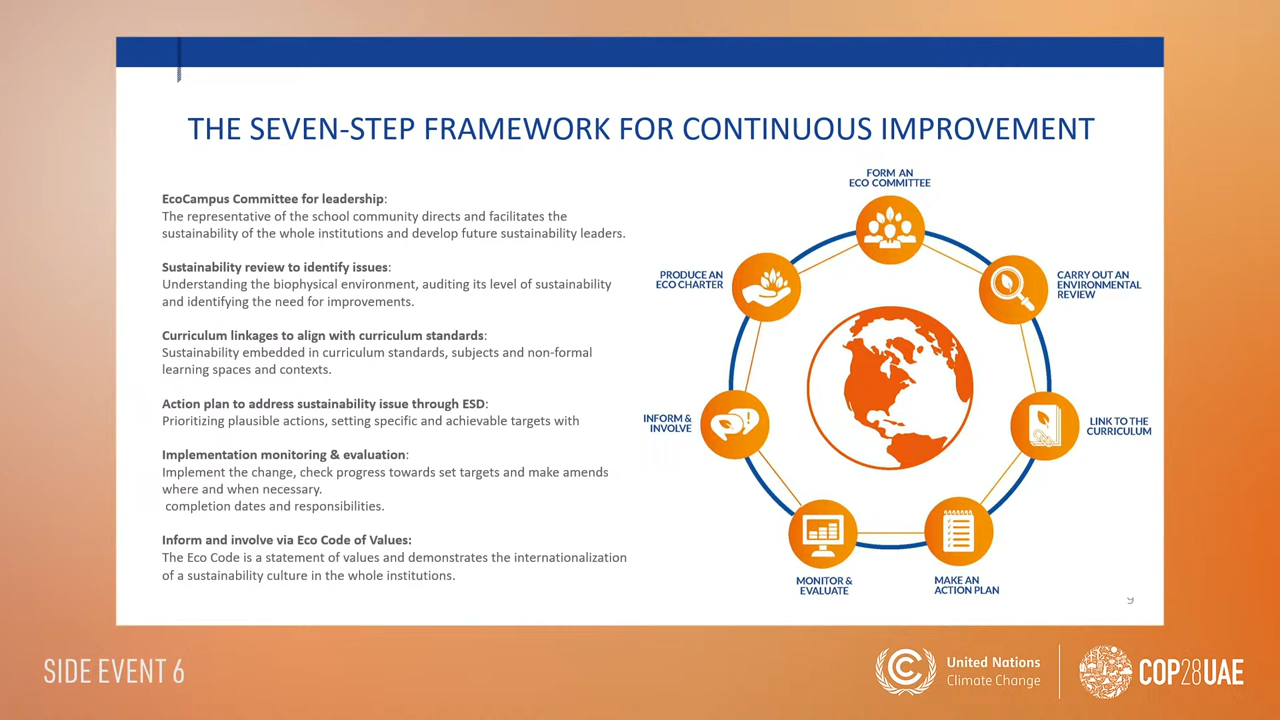 THE SEVEN-STEP FRAMEWORK FOR CONTINUOUS IMPROVEMENT
EcoCampus Committee for leadership:
The representative of the school community directs and facilitates the
sustainability of the whole institutions and develop future sustainability leaders.
Sustainability review to identify issues:
Understanding the biophysical environment, auditing its level of sustainability
and identifying the need for improvements.
Curriculum linkages to align with curriculum standards:
Sustainability embedded in curriculum standards, subjects and non-formal
learning spaces and contexts.
Action plan to address sustainability issue through ESD:
Prioritizing plausible actions, setting specific and achievable targets with
Implementation monitoring & evaluation:
Implement the change, check progress towards set targets and make amends
where and when necessary.
completion dates and responsibilities.
Inform and involve via Eco Code of Values:
The Eco Code is a statement of values and demonstrates the internationalization
of a sustainability culture in the whole institutions.
FORM AN
ECO COMMITTEE
CARRY OUT AN
ENVIRONMENTAL
REVIEW
LINK TO THE
CURRICULUM
MAKE AN
ACTION PLAN
MONITOR &
EVALUATE
INFORM &
INVOLVE
PRODUCE AN
ECO CHARTER
9
SIDE EVENT 6
United Nations
Climate Change
COP28UAE